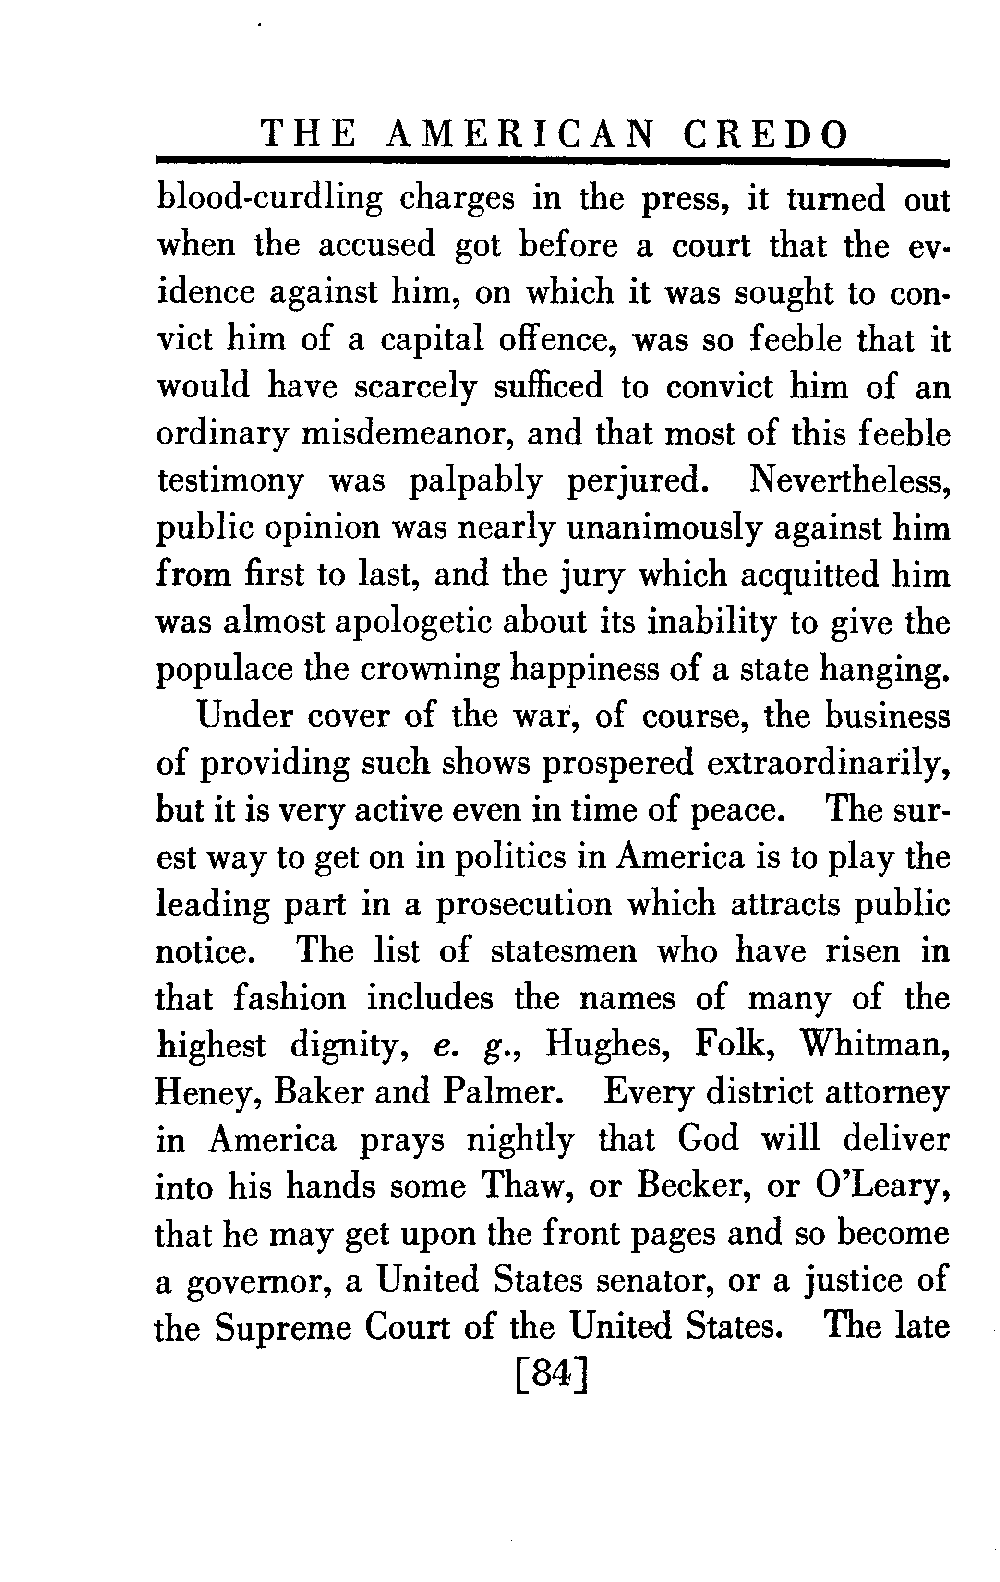 THE AMERICAN CREDO
blood-curdling charges in the press, it turned out
when the accused got before a court that the ev-
idence against him, on which it was sought to con-
vict him of a capital offence, was so feeble that it
would have scarcely sufficed to convict him of an
ordinary misdemeanor, and that most of this feeble
testimony was palpably perjured. Nevertheless,
public opinion was nearly unanimously against him
from first to last, and the jury which acquitted him
was almost apologetic about its inability to give the
populace the crowning happiness of a state hanging.
Under cover of the war, of course, the business
of providing such shows prospered extraordinarily,
but it is very active even in time of peace. The sur-
est way to get on in politics in America is to play the
leading part in a prosecution which attracts public
notice. The list of statesmen who have risen in
that fashion includes the names of many of the
highest dignity, e. g., Hughes, Folk, Whitman,
Heney, Baker and Palmer. Every district attorney
in America prays nightly that God will deliver
into his hands some Thaw, or Becker, or O'Leary,
that he may get upon the front pages and so become
a governor, a United States senator, or a justice of
the Supreme Court of the United States. The late
[84]